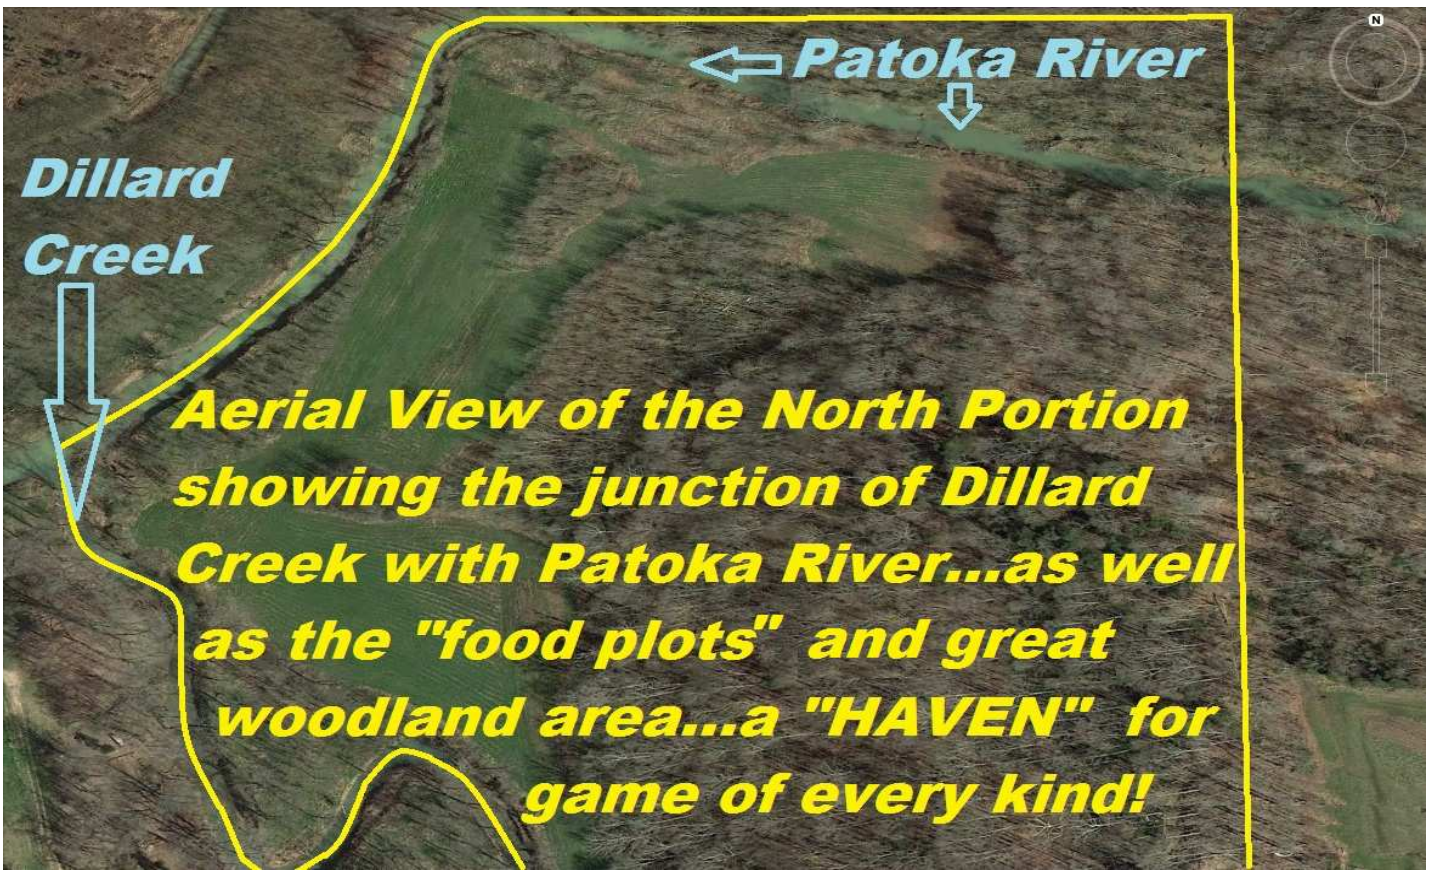 N
Patoka River
Dillard
Creek
Aerial View of the North Portion
showing the junction of Dillard
Creek with Patoka River...as well
as the "food plots" and great
woodland area...a "HAVEN" for
game of every kind!